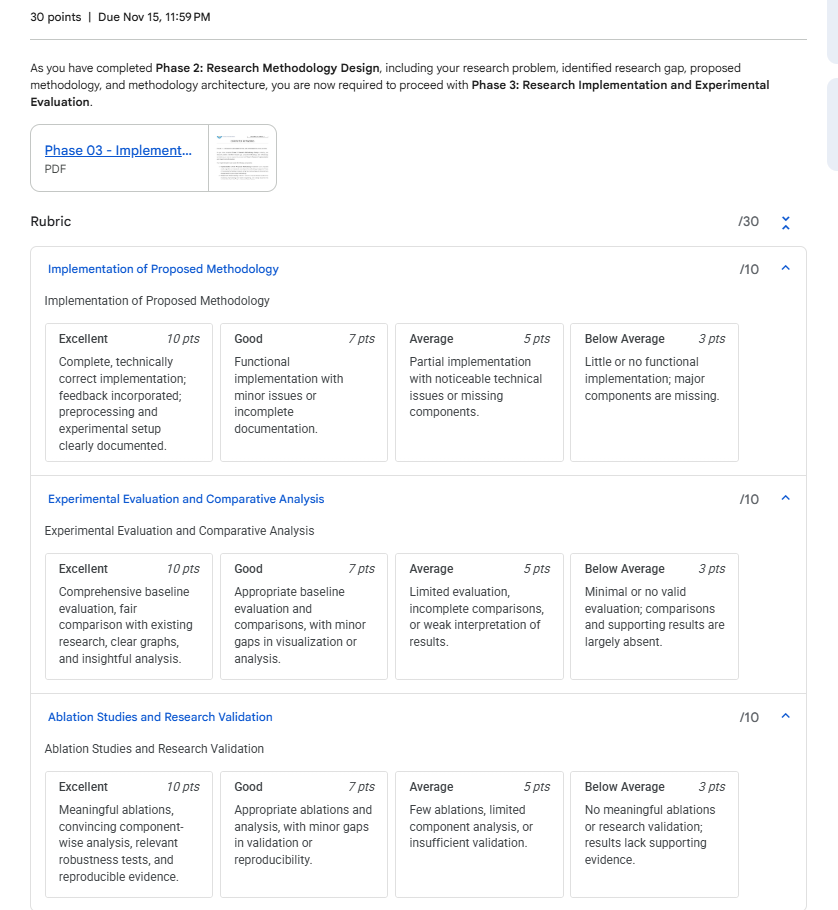 30 points | Due Nov 15, 11:59 PM
As you have completed Phase 2: Research Methodology Design, including your research problem, identified research gap, proposed
methodology, and methodology architecture, you are now required to proceed with Phase 3: Research Implementation and Experimental
Evaluation.
Phase 03 - Implement...
PDF
Rubric
/30
Implementation of Proposed Methodology
/10
Implementation of Proposed Methodology
Excellent 10 pts
Complete, technically
correct implementation;
feedback incorporated;
preprocessing and
experimental setup
clearly documented.
Good 7 pts
Functional
implementation with
minor issues or
incomplete
documentation.
Average 5 pts
Partial implementation
with noticeable technical
issues or missing
components.
Below Average 3 pts
Little or no functional
implementation; major
components are missing.
Experimental Evaluation and Comparative Analysis
/10
Experimental Evaluation and Comparative Analysis
Excellent 10 pts
Comprehensive baseline
evaluation, fair
comparison with existing
research, clear graphs,
and insightful analysis.
Good 7 pts
Appropriate baseline
evaluation and
comparisons, with minor
gaps in visualization or
analysis.
Average 5 pts
Limited evaluation,
incomplete comparisons,
or weak interpretation of
results.
Below Average 3 pts
Minimal or no valid
evaluation; comparisons
and supporting results are
largely absent.
Ablation Studies and Research Validation
/10
Ablation Studies and Research Validation
Excellent 10 pts
Meaningful ablations,
convincing component-
wise analysis, relevant
robustness tests, and
reproducible evidence.
Good 7 pts
Appropriate ablations and
analysis, with minor gaps
in validation or
reproducibility.
Average 5 pts
Few ablations, limited
component analysis, or
insufficient validation.
Below Average 3 pts
No meaningful ablations
or research validation;
results lack supporting
evidence.